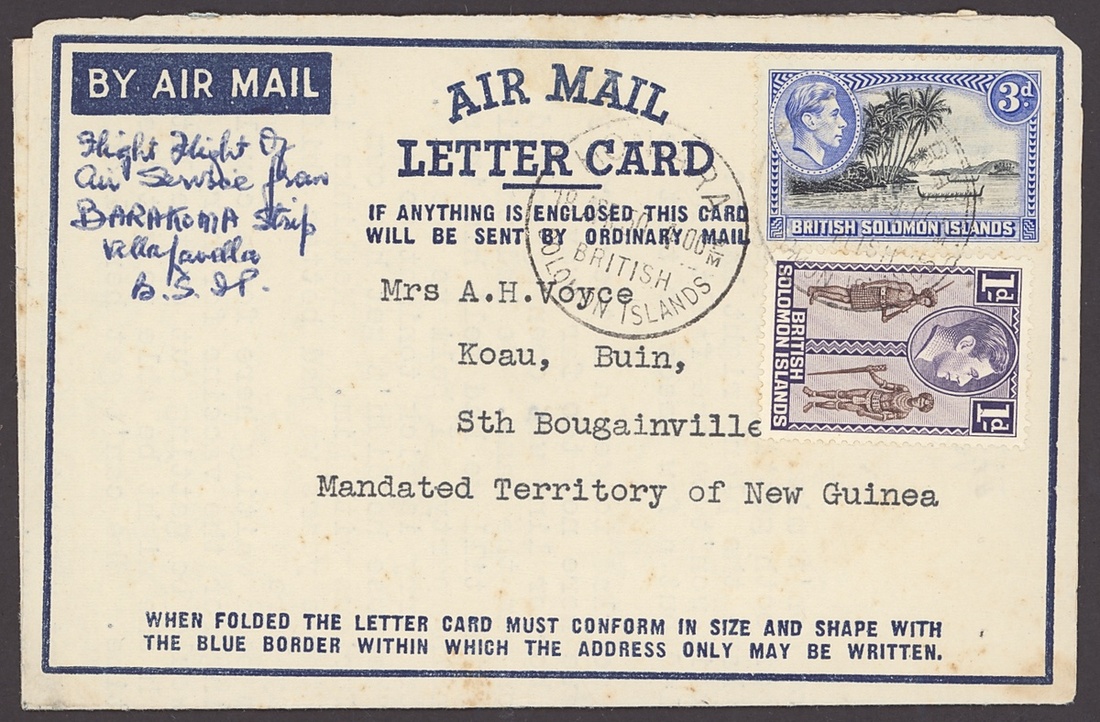 BY AIR MAIL
AIR MAIL
LETTER CARD
IF ANYTHING IS ENCLOSED THIS CARD
WILL BE SENT BY ORDINARY MAIL
Flight Flight Of
Air Service from
BARAKOMA Strip
Vella
B.S.I.P.
3d
BRITISH SOLOMON ISLANDS
1d.
BRITISH
SOLOMON ISLANDS
1d.
BRITISH
SOLOMON ISLANDS
Mrs A.H.Voyce
Koau, Buin,
Sth Bougainville
Mandated Territory of New Guinea
WHEN FOLDED THE LETTER CARD MUST CONFORM IN SIZE AND SHAPE WITH
THE BLUE BORDER WITHIN WHICH THE ADDRESS ONLY MAY BE WRITTEN.